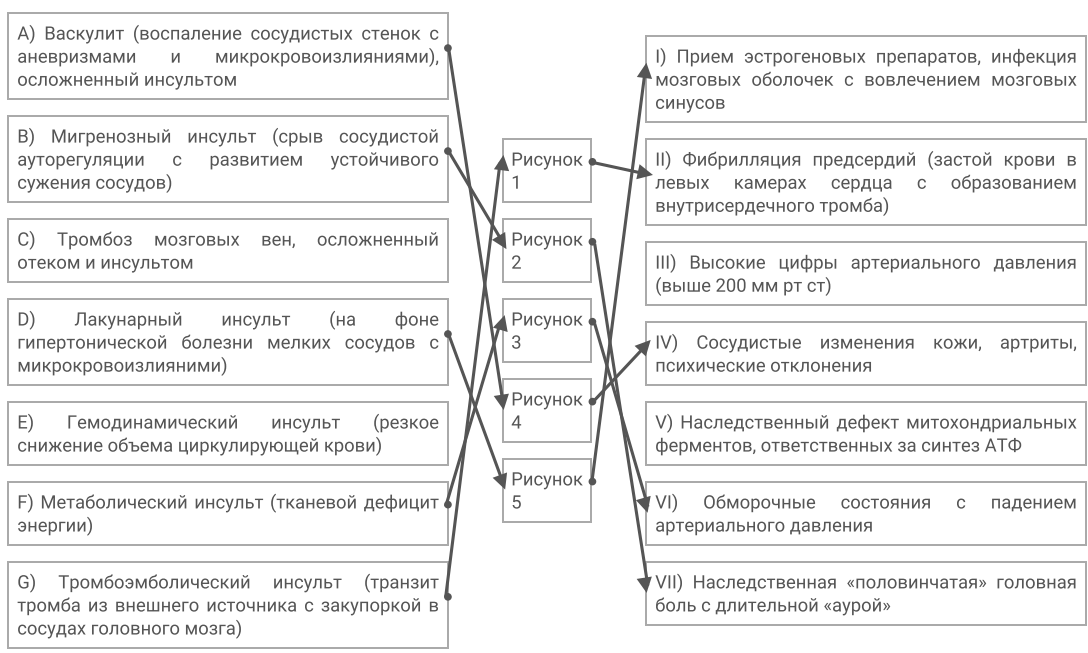 A) Васкулит (воспаление сосудистых стенок с
аневризмами и микрокровоизлияниями),
осложненный инсультом
B) Мигренозный инсульт (срыв сосудистой
ауторегуляции с развитием устойчивого
сужения сосудов)
C) Тромбоз мозговых вен, осложненный
отеком и инсультом
D) Лакунарный инсульт (на фоне
гипертонической болезни мелких сосудов с
микрокровоизлияними)
E) Гемодинамический инсульт (резкое
снижение объема циркулирующей крови)
F) Метаболический инсульт (тканевой дефицит
энергии)
G) Тромбоэмболический инсульт (транзит
тромба из внешнего источника с закупоркой в
сосудах головного мозга)
Рисунок
1
Рисунок
2
Рисунок
3
Рисунок
4
Рисунок
5
I) Прием эстрогеновых препаратов, инфекция
мозговых оболочек с вовлечением мозговых
синусов
II) Фибрилляция предсердий (застой крови в
левых камерах сердца с образованием
внутрисердечного тромба)
III) Высокие цифры артериального давления
(выше 200 мм рт ст)
IV) Сосудистые изменения кожи, артриты,
психические отклонения
V) Наследственный дефект митохондриальных
ферментов, ответственных за синтез АТФ
VI) Обморочные состояния с падением
артериального давления
VII) Наследственная «половинчатая» головная
боль с длительной «аурой»